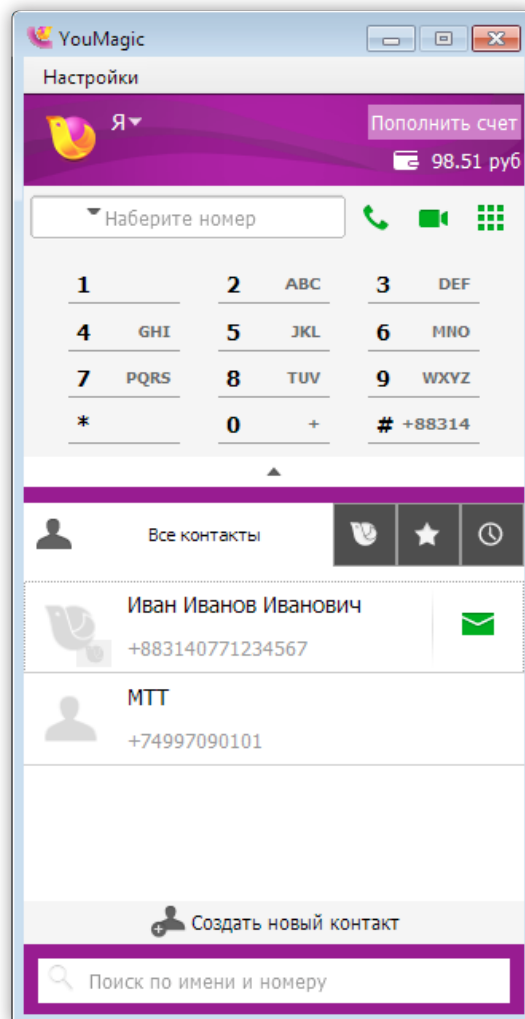 YouMagic
Настройки
Я
Пополнить счет
98.51 руб
Наберите номер
1 2 ABC 3 DEF
4 GHI 5 JKL 6 MNO
7 PQRS 8 TUV 9 WXYZ
* 0 + # +88314
Все контакты
Иван Иванов Иванович
+883140771234567
МТТ
+74997090101
Создать новый контакт
Поиск по имени и номеру